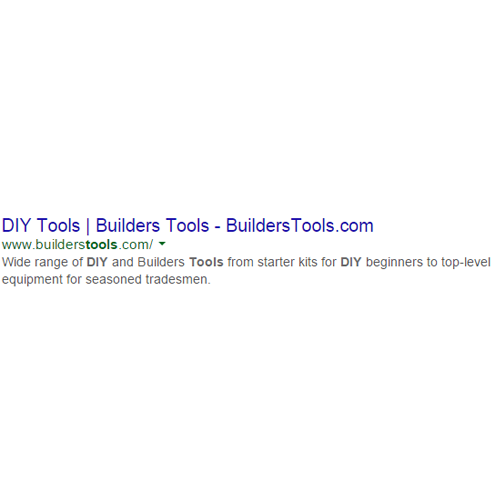 DIY Tools | Builders Tools - BuildersTools.com
www.builderstools.com/
Wide range of DIY and Builders Tools from starter kits for DIY beginners to top-level
equipment for seasoned tradesmen.